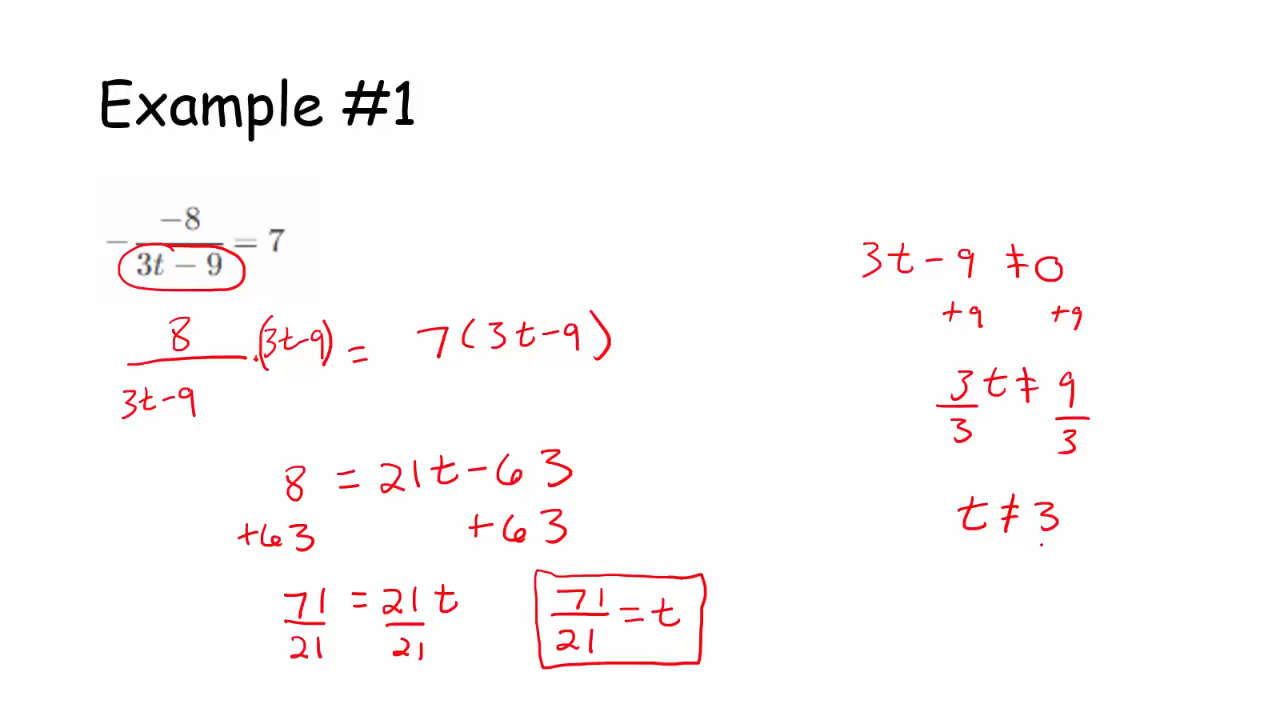 Example #1
- -8/(3t - 9) = 7
8/(3t-9) · (3t-9) = 7(3t-9)
8 = 21t - 63
+63 +63
71/21 = 21t/21
71/21 = t
3t - 9 ≠ 0
+9 +9
3t/3 ≠ 9/3
t ≠ 3